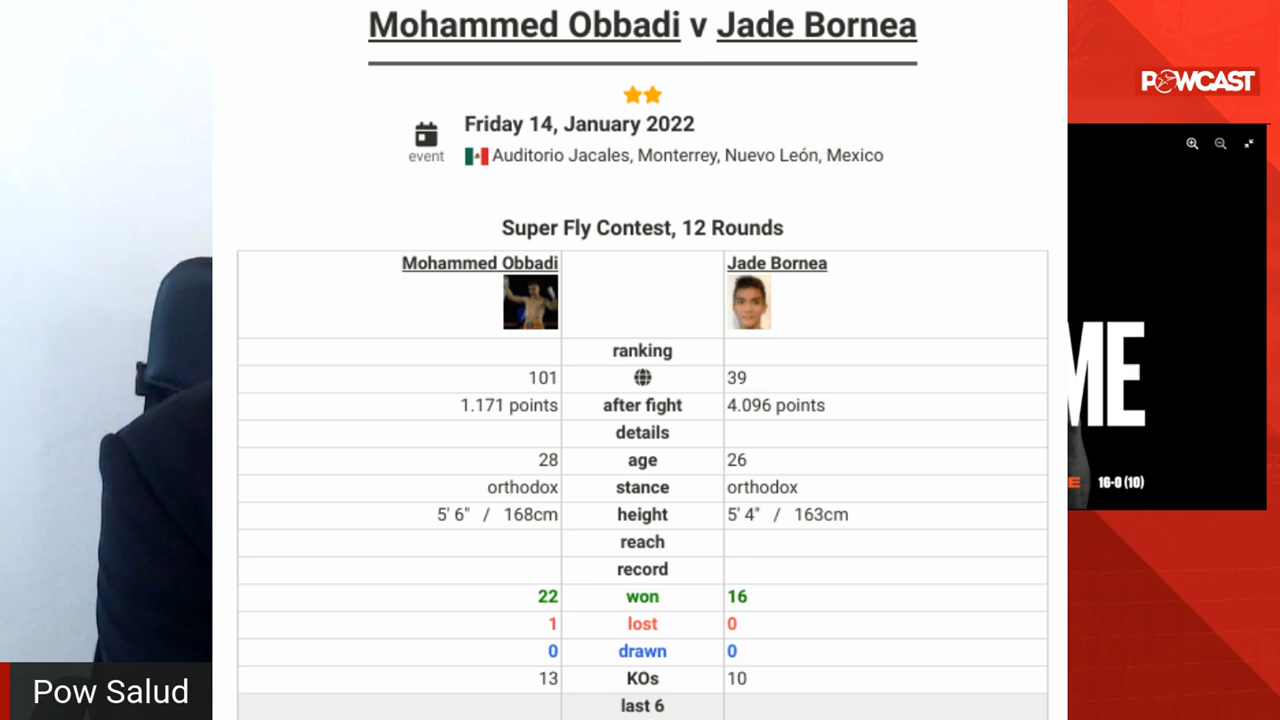 Mohammed Obbadi v Jade Bornea
POWCAST
Friday 14, January 2022
event
Auditorio Jacales, Monterrey, Nuevo León, Mexico
Super Fly Contest, 12 Rounds
Mohammed Obbadi Jade Bornea
ranking
101 39
1.171 points after fight 4.096 points
details
28 age 26
orthodox stance orthodox
5' 6" / 168cm height 5' 4" / 163cm
reach
record
22 won 16
1 lost 0
0 drawn 0
13 KOs 10
last 6
ME
E 16-0 (10)
Pow Salud